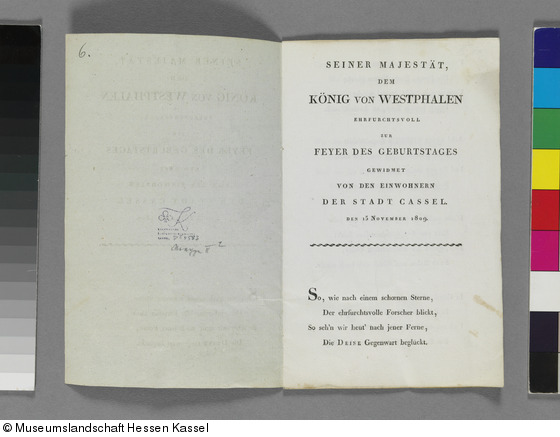 6.
SEINER MAJESTÄT,
DEM
KÖNIG VON WESTPHALEN
EHRFURCHTSVOLL
ZUR
FEYER DES GEBURTSTAGES
GEWIDMET
VON DEN EINWOHNERN
DER STADT CASSEL.
DEN 15 NOVEMBER 1809.
So, wie nach einem schœnen Sterne,
Der ehrfurchtsvolle Forscher blickt,
So seh'n wir heut' nach jener Ferne,
Die DEINE Gegenwart beglückt.
© Museumslandschaft Hessen Kassel